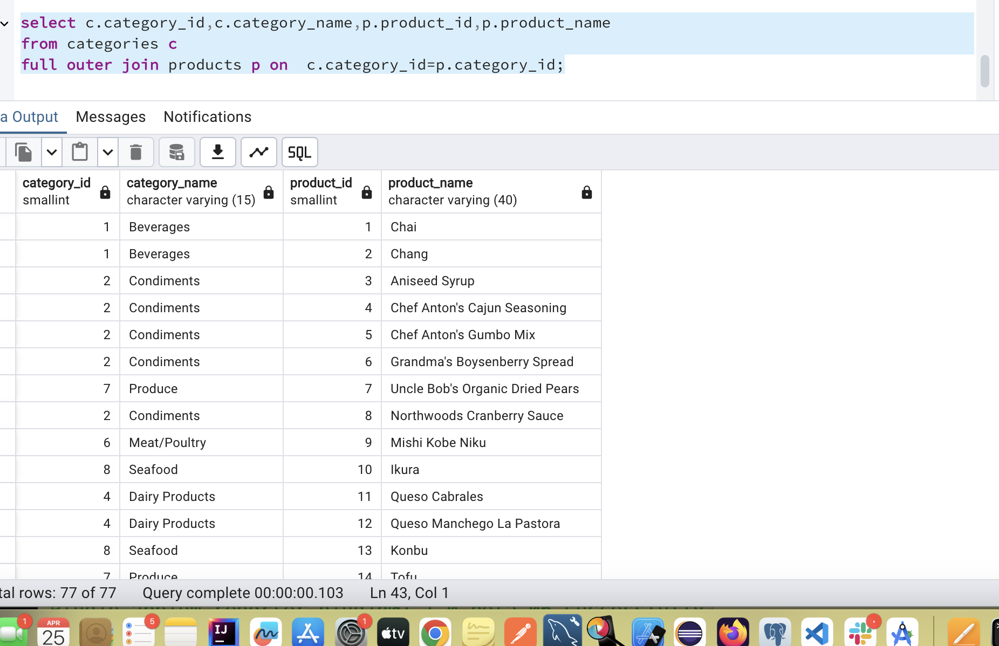 select c.category_id,c.category_name,p.product_id,p.product_name
from categories c
full outer join products p on  c.category_id=p.category_id;
a Output Messages Notifications
SQL
category_id category_name product_id product_name
smallint character varying (15) smallint character varying (40)
1 Beverages 1 Chai
1 Beverages 2 Chang
2 Condiments 3 Aniseed Syrup
2 Condiments 4 Chef Anton's Cajun Seasoning
2 Condiments 5 Chef Anton's Gumbo Mix
2 Condiments 6 Grandma's Boysenberry Spread
7 Produce 7 Uncle Bob's Organic Dried Pears
2 Condiments 8 Northwoods Cranberry Sauce
6 Meat/Poultry 9 Mishi Kobe Niku
8 Seafood 10 Ikura
4 Dairy Products 11 Queso Cabrales
4 Dairy Products 12 Queso Manchego La Pastora
8 Seafood 13 Konbu
7 Produce 14 Tofu
tal rows: 77 of 77 Query complete 00:00:00.103 Ln 43, Col 1
1 APR 5 1
25 IJ tv